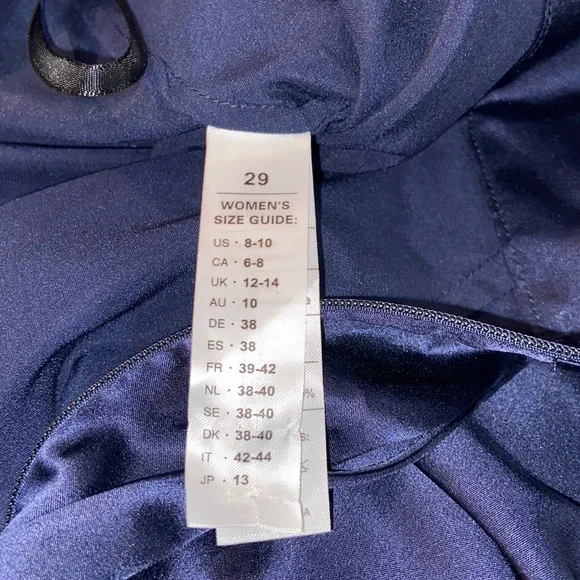 29
WOMEN'S
SIZE GUIDE:
US · 8-10
CA · 6-8
UK · 12-14
AU · 10
DE · 38
ES · 38
FR · 39-42
NL · 38-40
SE · 38-40
DK · 38-40
IT · 42-44
JP · 13
%
S:
A